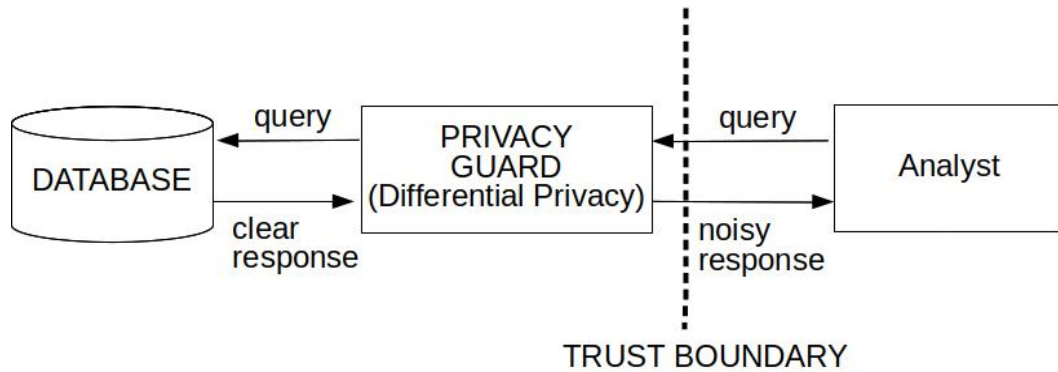 query
query
PRIVACY
GUARD
(Differential Privacy)
DATABASE
Analyst
clear
response
noisy
response
TRUST BOUNDARY